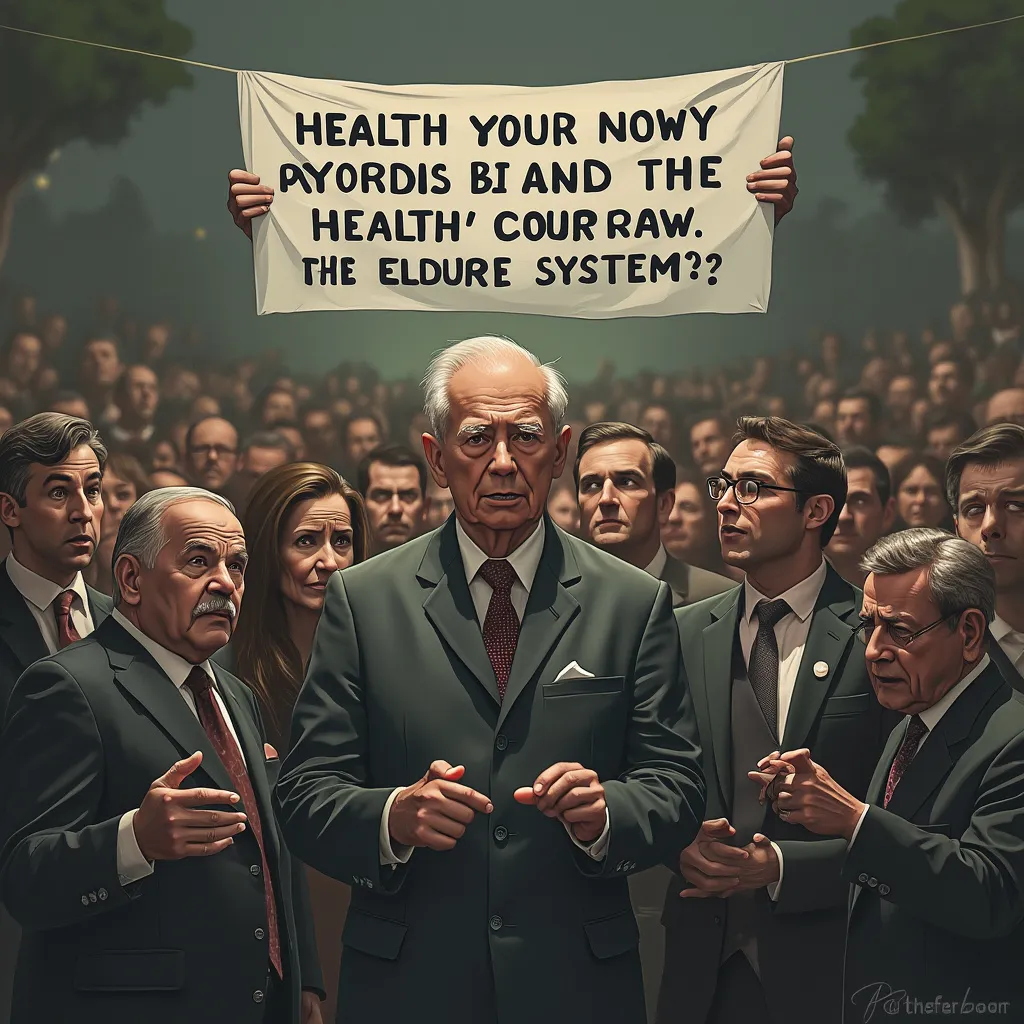 HEALTH YOUR NOWY
PYORDIS BI AND THE
HEALTH' COUR RAW.
THE ELDURE SYSTEM??